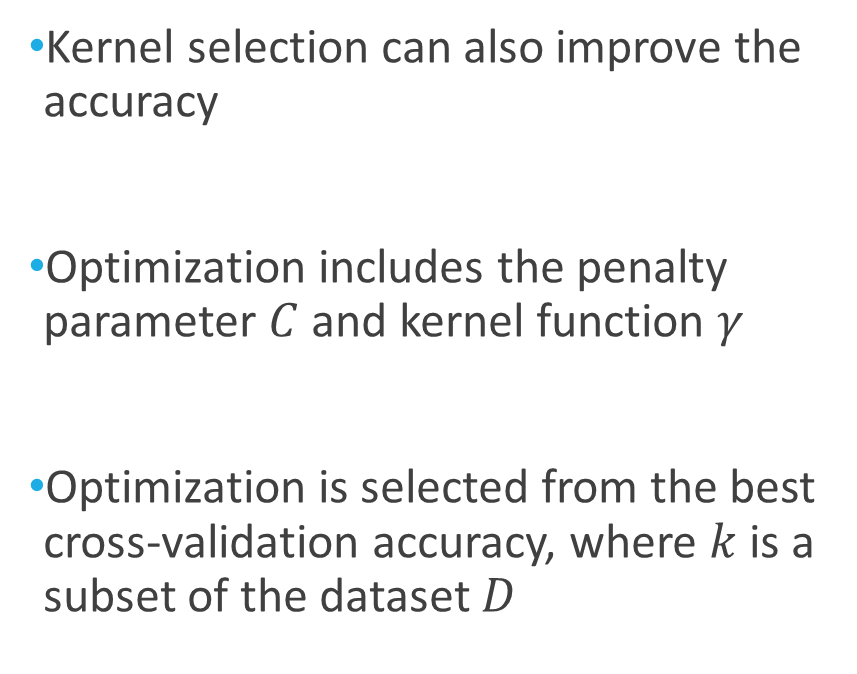 •Kernel selection can also improve the
accuracy
•Optimization includes the penalty
parameter 𝐶 and kernel function 𝛾
•Optimization is selected from the best
cross-validation accuracy, where 𝑘 is a
subset of the dataset 𝐷